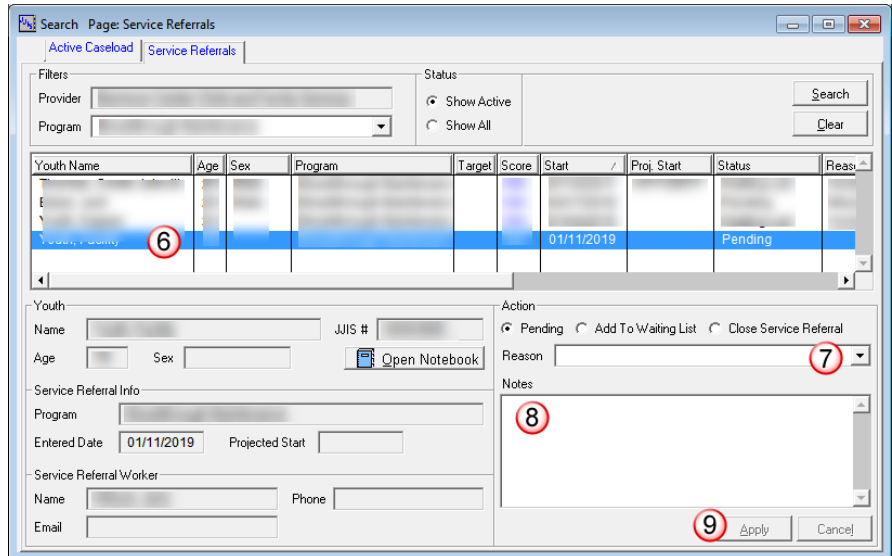 Search Page: Service Referrals
Active Caseload Service Referrals
Filters
Provider
Program
Status
Show Active
Show All
Search
Clear
Youth Name Age Sex Program Target Score Start / Proj. Start Status Reas
6 01/11/2019 Pending
Youth
Name JJIS #
Age Sex Open Notebook
Service Referral Info
Program
Entered Date 01/11/2019 Projected Start
Service Referral Worker
Name Phone
Email
Action
Pending Add To Waiting List Close Service Referral
Reason 7
Notes
8
9 Apply Cancel